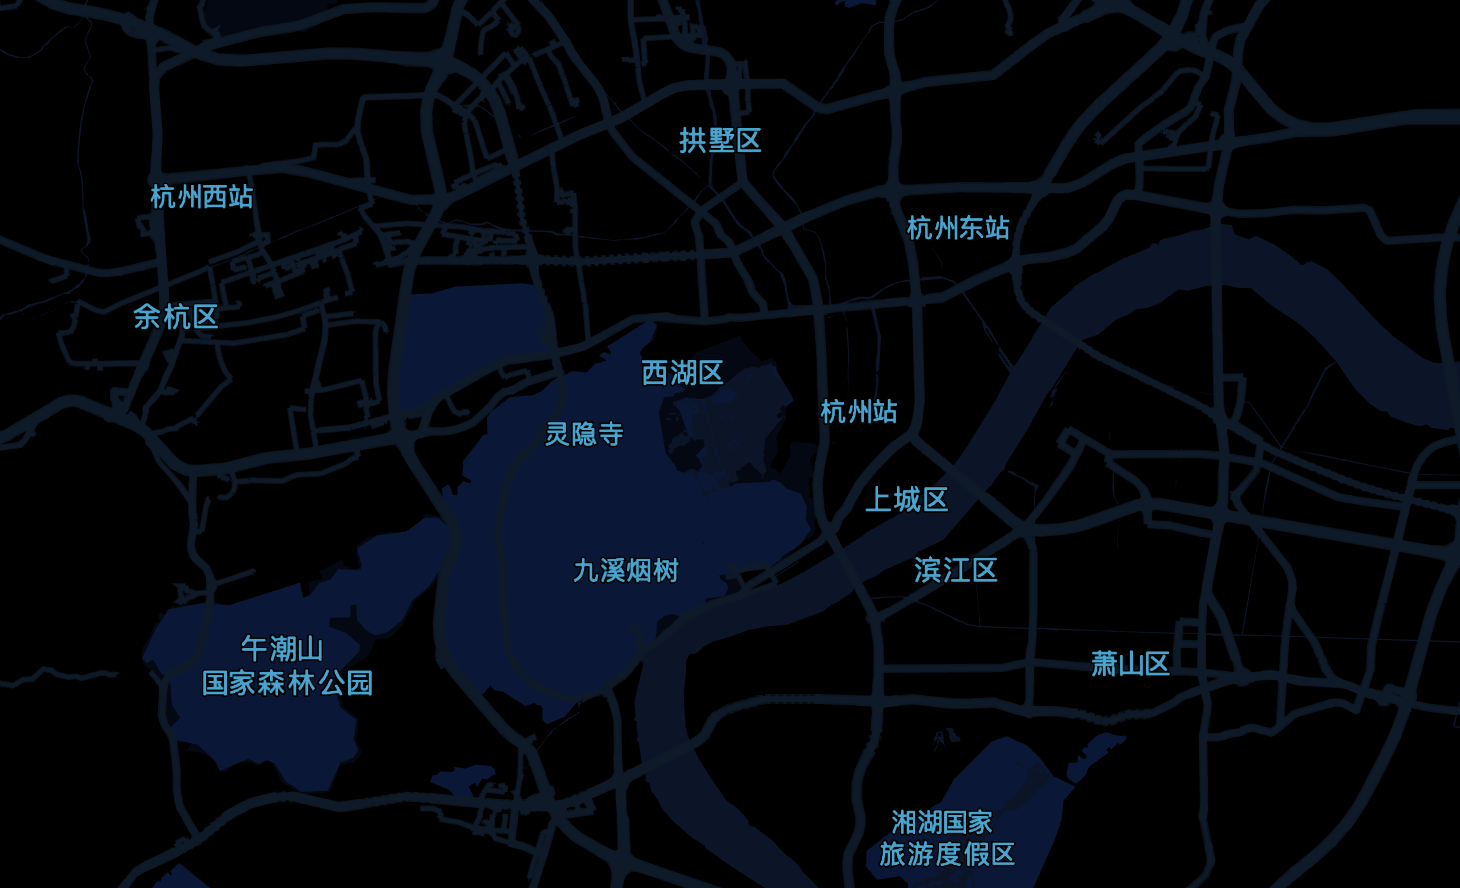 拱墅区
杭州西站
杭州东站
余杭区
西湖区
杭州站
灵隐寺
上城区
九溪烟树
滨江区
午潮山
国家森林公园
萧山区
湘湖国家
旅游度假区